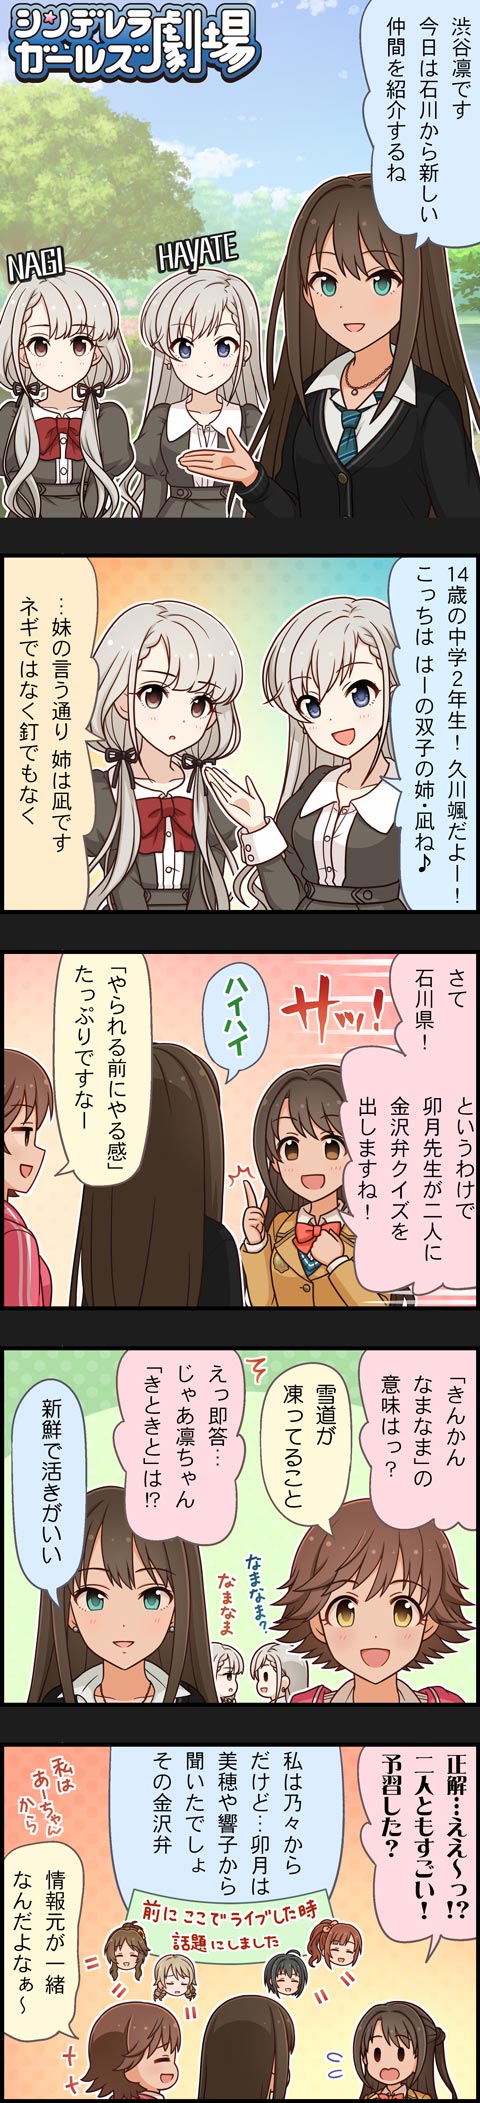 シンデレラ
ガールズ劇場
渋谷凛です
今日は石川から新しい
仲間を紹介するね
HAYATE
NAGI
14歳の中学2年生！久川颯だよー！
こっちは はーの双子の姉・凪ね♪
…妹の言う通り 姉は凪です
ネギではなく釘でもなく
さて
石川県！
というわけで
卯月先生が二人に
金沢弁クイズを
出しますね！
サッ！
ハイハイ
「やられる前にやる感」
たっぷりですなー
「きんかん
なまなま」の
意味はっ？
雪道が
凍ってること
えっ即答…
じゃあ凛ちゃん
「きときと」は!?
新鮮で活きがいい
なまなま？
なまなま
正解…ええ～っ!?
二人ともすごい！
予習した？
私は乃々から
だけど…卯月は
美穂や響子から
聞いたでしょ
その金沢弁
前にここでライブした時
話題にしました
私は
あーちゃん
から
情報元が一緒
なんだよなぁ～